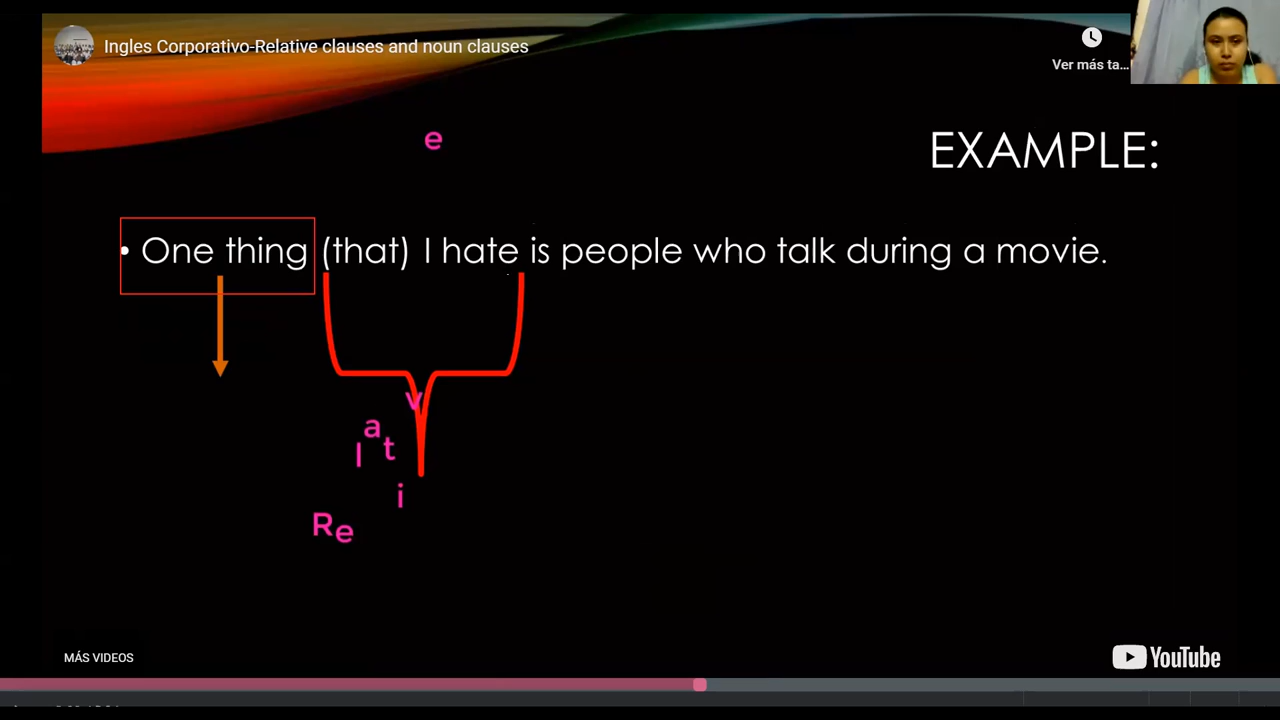 Ingles Corporativo-Relative clauses and noun clauses
Ver más ta...
EXAMPLE:
• One thing (that) I hate is people who talk during a movie.
Relative
MÁS VIDEOS
YouTube